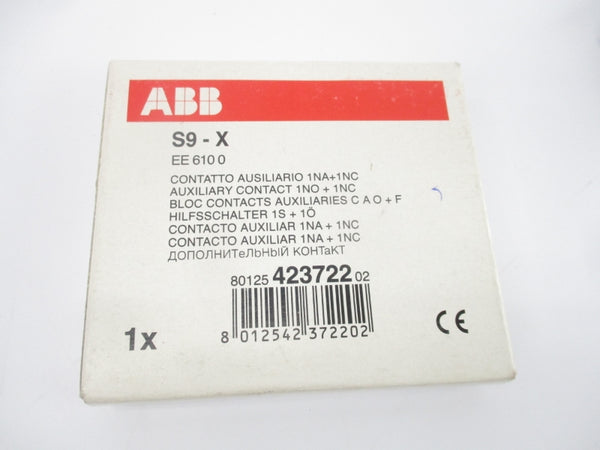 ABB
S9 - X
EE 610 0
CONTATTO AUSILIARIO 1NA+1NC
AUXILIARY CONTACT 1NO + 1NC
BLOC CONTACTS AUXILIARIES C A O + F
HILFSSCHALTER 1S + 1Ö
CONTACTO AUXILIAR 1NA + 1NC
CONTACTO AUXILIAR 1NA + 1NC
ДОПОЛНИТеЛЬНЫЙ КОНТаКТ
80125 423722 02
8 012542 372202
1x
CE